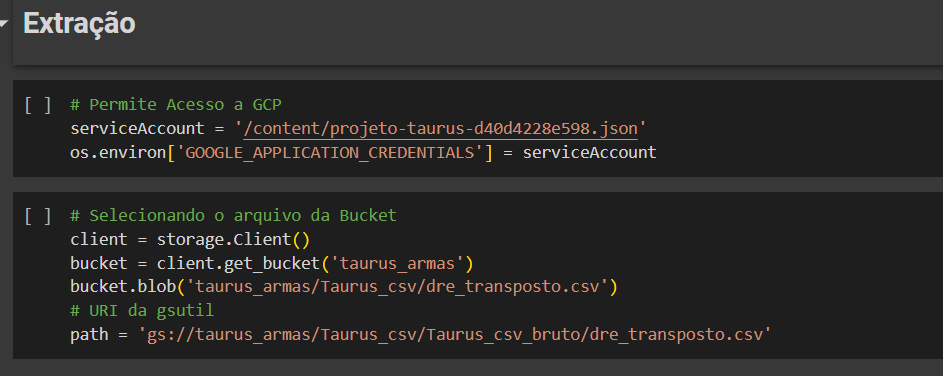 Extração
[ ] # Permite Acesso a GCP
serviceAccount = '/content/projeto-taurus-d40d4228e598.json'
os.environ['GOOGLE_APPLICATION_CREDENTIALS'] = serviceAccount
[ ] # Selecionando o arquivo da Bucket
client = storage.Client()
bucket = client.get_bucket('taurus_armas')
bucket.blob('taurus_armas/Taurus_csv/dre_transposto.csv')
# URI da gsutil
path = 'gs://taurus_armas/Taurus_csv/Taurus_csv_bruto/dre_transposto.csv'